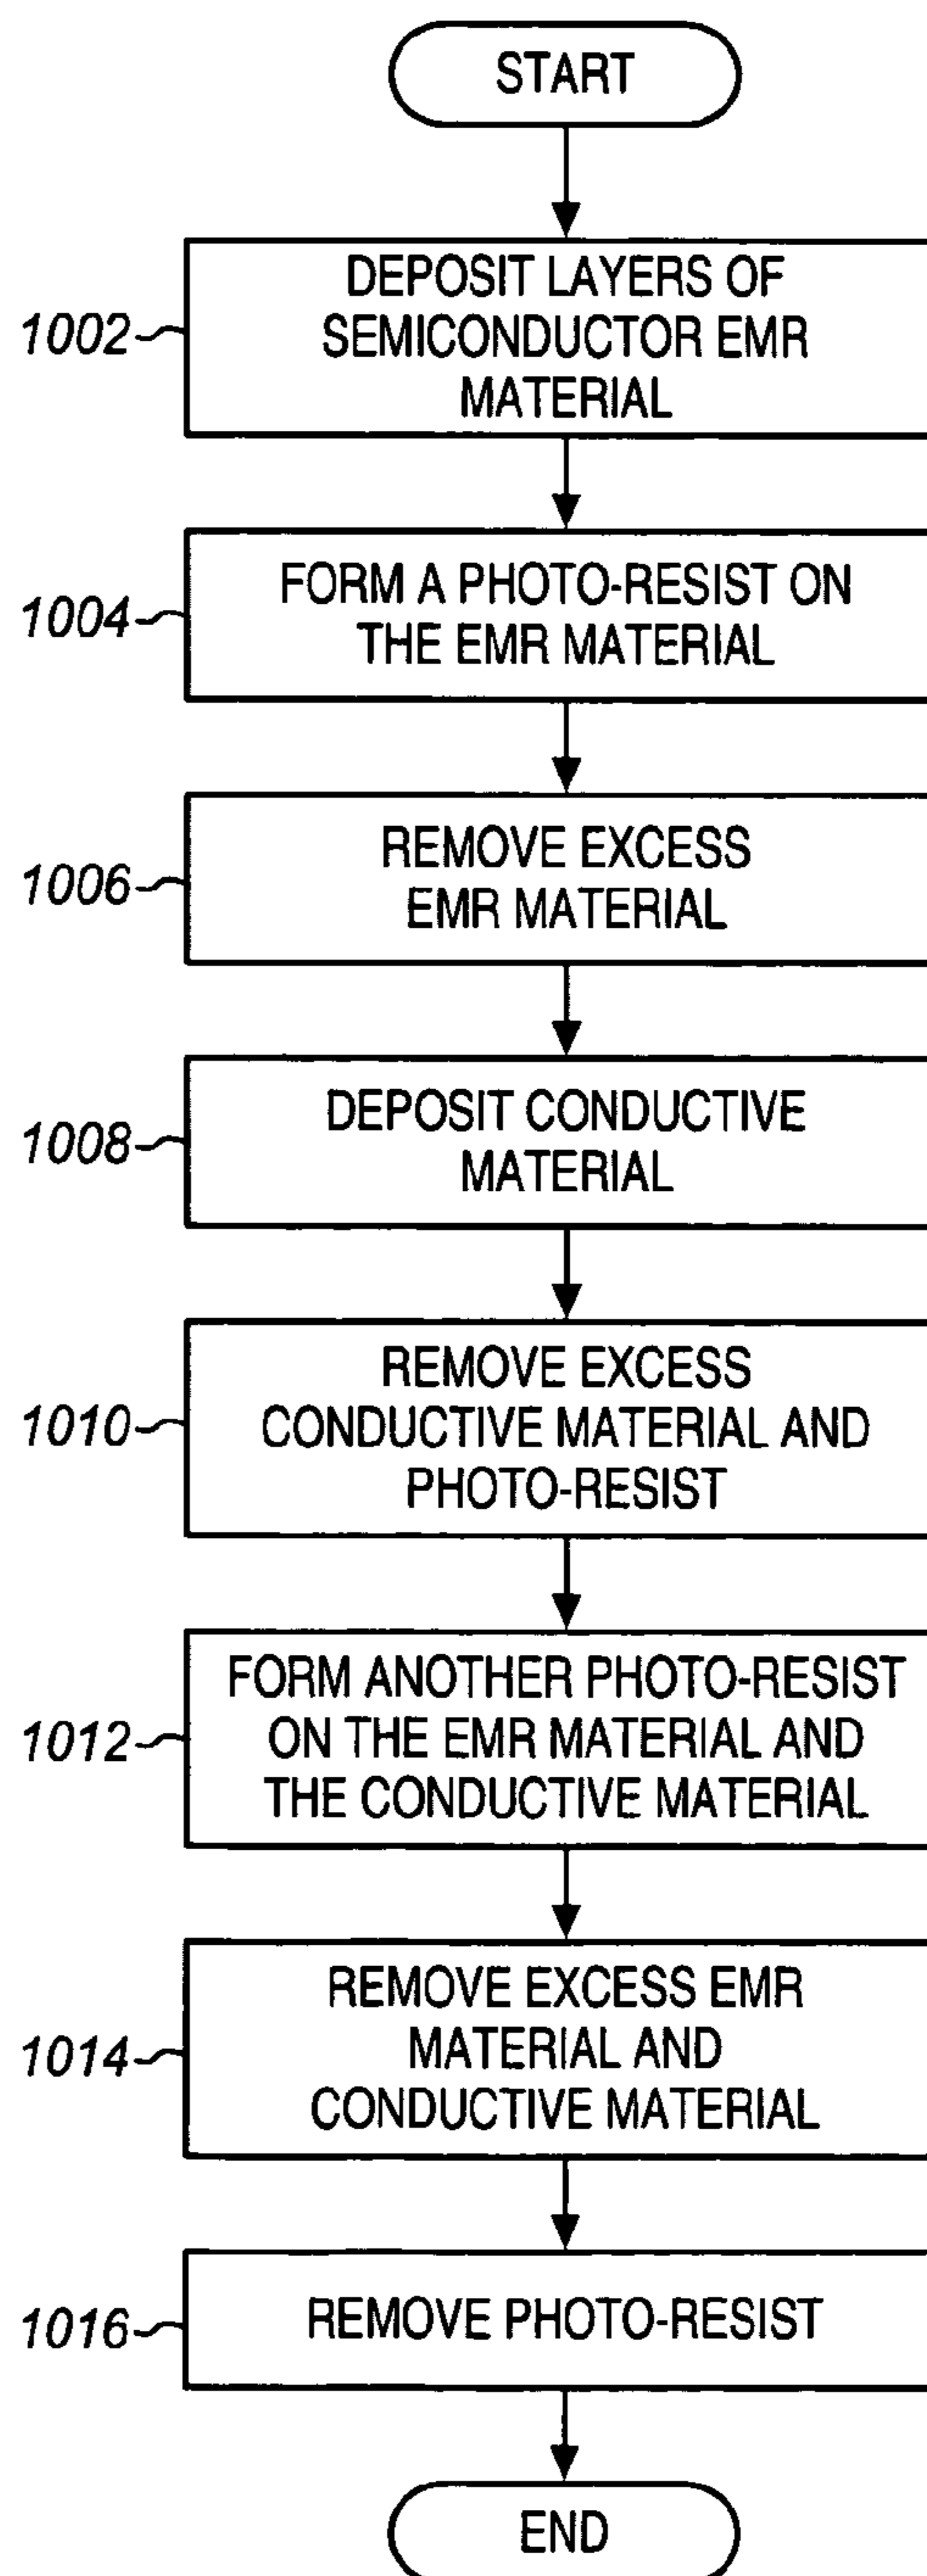 START
1002
DEPOSIT LAYERS OF
SEMICONDUCTOR EMR
MATERIAL
1004
FORM A PHOTO-RESIST ON
THE EMR MATERIAL
1006
REMOVE EXCESS
EMR MATERIAL
1008
DEPOSIT CONDUCTIVE
MATERIAL
1010
REMOVE EXCESS
CONDUCTIVE MATERIAL AND
PHOTO-RESIST
1012
FORM ANOTHER PHOTO-RESIST
ON THE EMR MATERIAL AND
THE CONDUCTIVE MATERIAL
1014
REMOVE EXCESS EMR
MATERIAL AND
CONDUCTIVE MATERIAL
1016
REMOVE PHOTO-RESIST
END